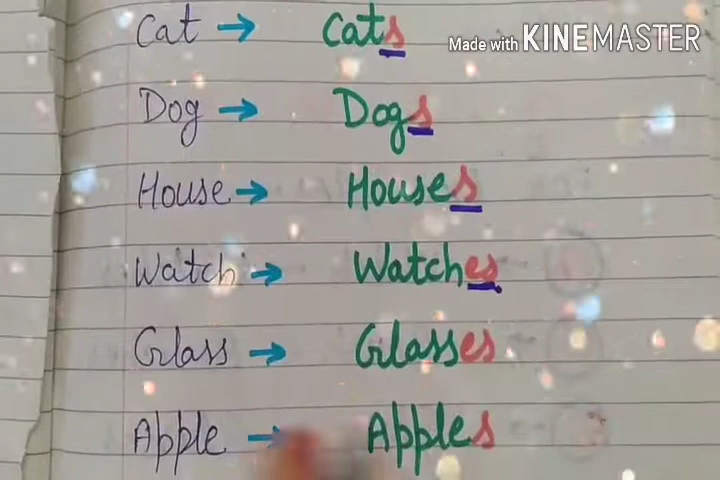 Cat → Cats
Made with KINEMASTER
Dog → Dogs
House → Houses
Watch → Watches
Glass → Glasses
Apple → Apples